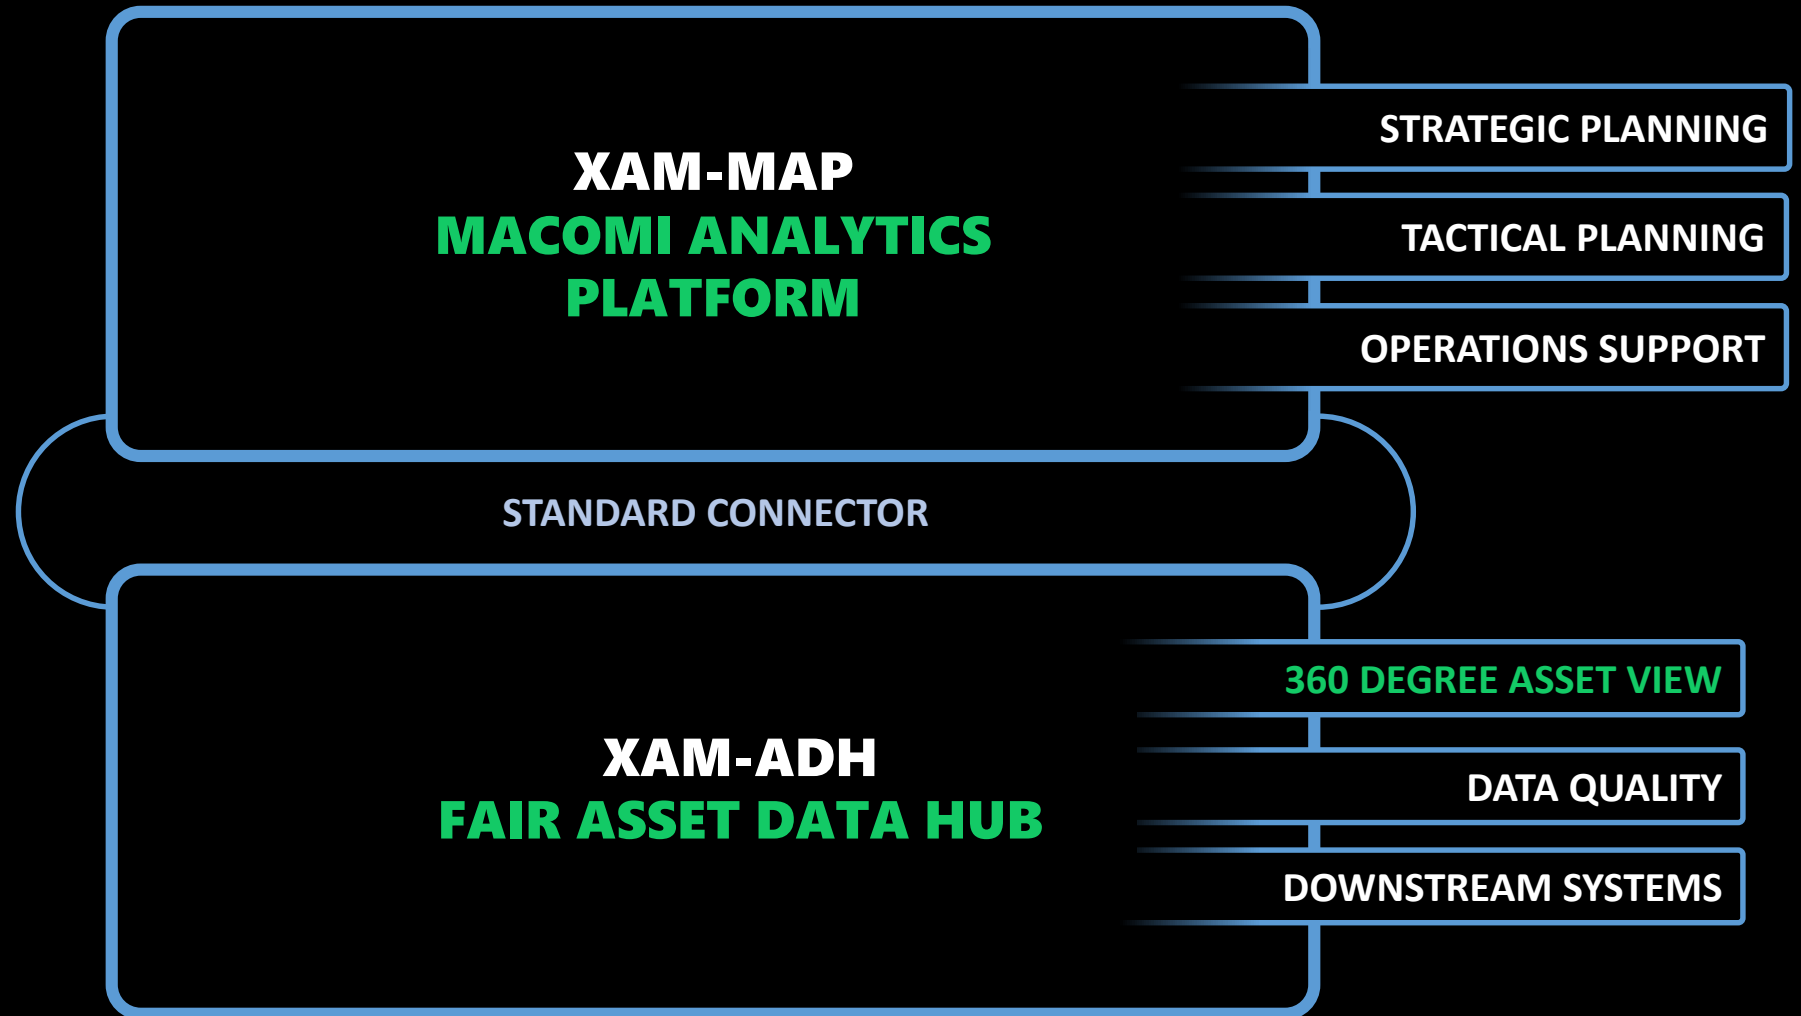 XAM-MAP
MACOMI ANALYTICS
PLATFORM
STRATEGIC PLANNING
TACTICAL PLANNING
OPERATIONS SUPPORT
STANDARD CONNECTOR
XAM-ADH
FAIR ASSET DATA HUB
360 DEGREE ASSET VIEW
DATA QUALITY
DOWNSTREAM SYSTEMS